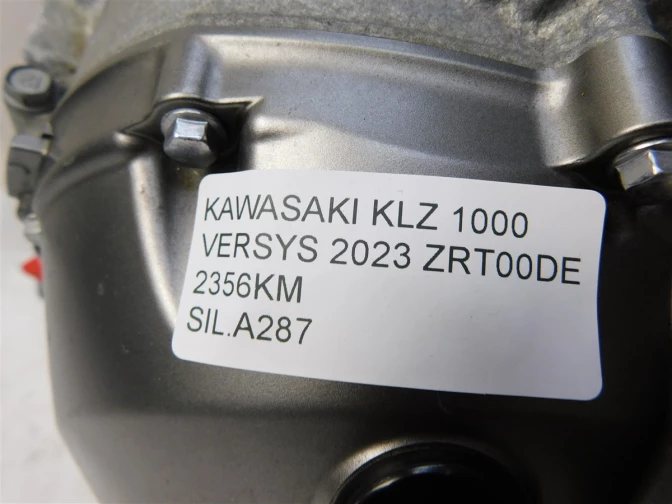 KAWASAKI KLZ 1000
VERSYS 2023 ZRT00DE
2356KM
SIL.A287